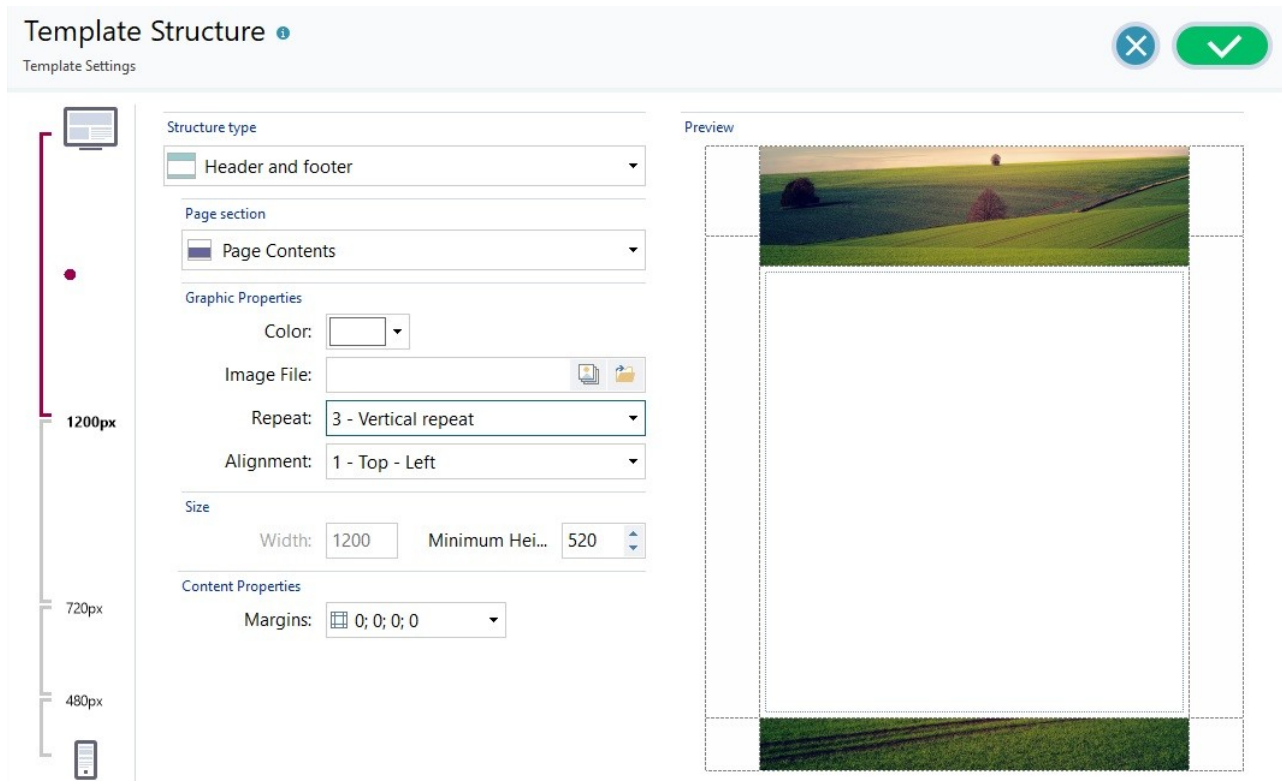 Template Structure
Template Settings
Structure type
Header and footer
Page section
Page Contents
Graphic Properties
Color:
Image File:
Repeat: 3 - Vertical repeat
Alignment: 1 - Top - Left
Size
Width: 1200 Minimum Hei... 520
Content Properties
Margins: 0; 0; 0; 0
1200px
720px
480px
Preview